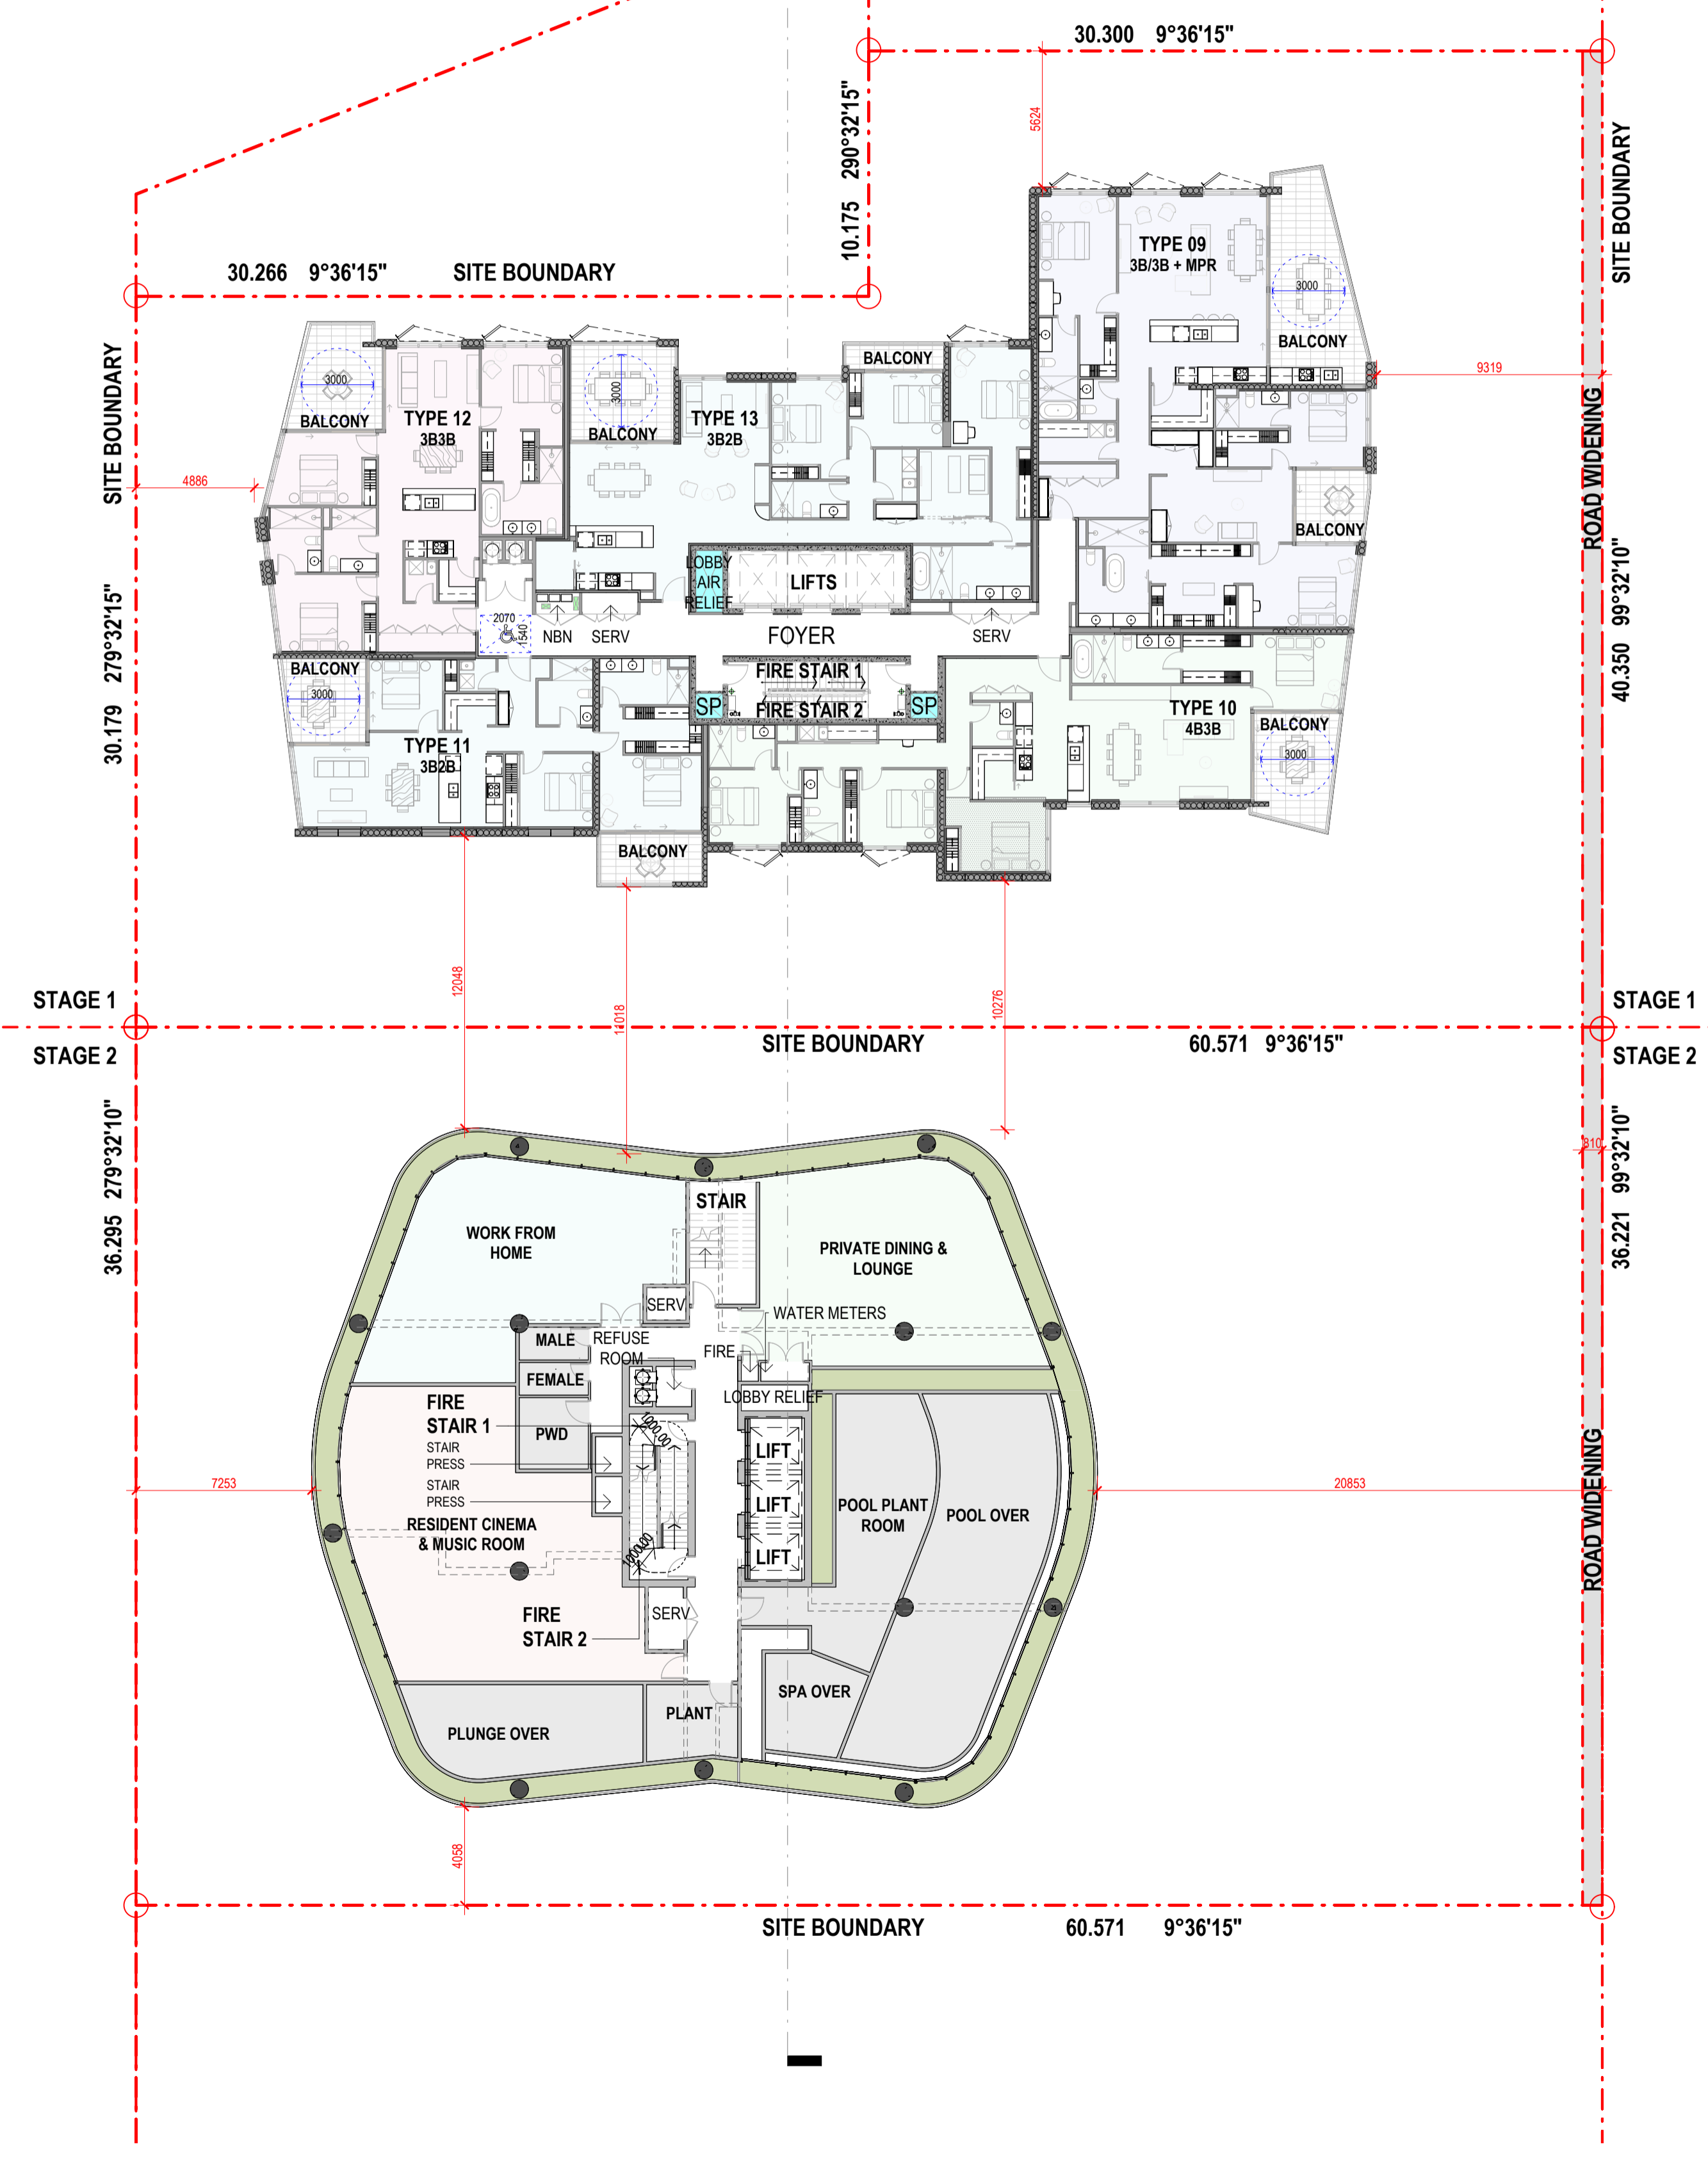 30.300 9°36'15"
5624
10.175 290°32'15"
SITE BOUNDARY
30.266 9°36'15" SITE BOUNDARY
TYPE 09
3B/3B + MPR
3000
BALCONY
9319
ROAD WIDENING
SITE BOUNDARY
3000
BALCONY
TYPE 12
3B3B
3000
BALCONY
TYPE 13
3B2B
BALCONY
4886
BALCONY
LOBBY
AIR
RELIEF
LIFTS
2070
1540
NBN
SERV
FOYER
SERV
30.179 279°32'15"
40.350 99°32'10"
BALCONY
3000
TYPE 11
3B2B
FIRE STAIR 1
SP
FIRE STAIR 2
SP
TYPE 10
4B3B
BALCONY
3000
BALCONY
12048
11018
10276
STAGE 1
STAGE 1
SITE BOUNDARY 60.571 9°36'15"
STAGE 2
STAGE 2
36.295 279°32'10"
810
36.221 99°32'10"
STAIR
WORK FROM
HOME
PRIVATE DINING &
LOUNGE
SERV
WATER METERS
MALE
REFUSE
ROOM
FIRE
FEMALE
LOBBY RELIEF
FIRE
STAIR 1
PWD
1000.00
STAIR
PRESS
STAIR
PRESS
LIFT
LIFT
LIFT
7253
20853
RESIDENT CINEMA
& MUSIC ROOM
POOL PLANT
ROOM
POOL OVER
ROAD WIDENING
1000.00
FIRE
STAIR 2
SERV
SPA OVER
PLANT
PLUNGE OVER
4058
SITE BOUNDARY 60.571 9°36'15"